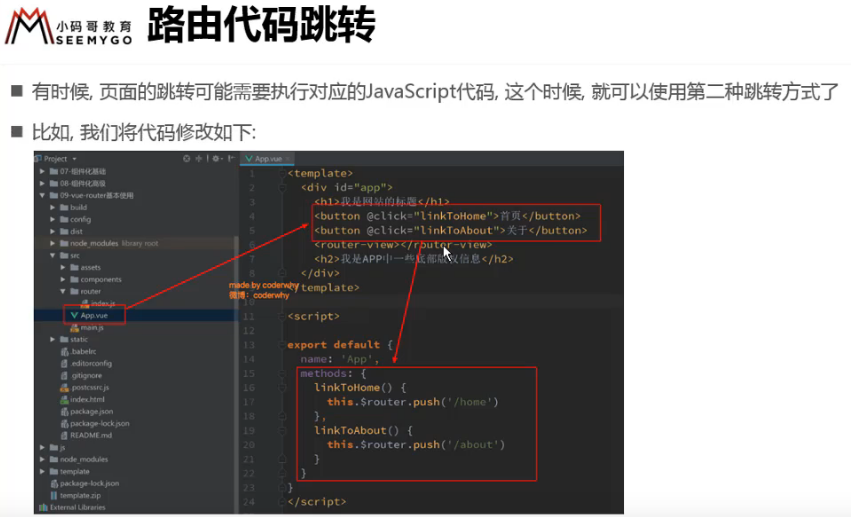 小码哥教育
SEEMYGO
路由代码跳转
有时候, 页面的跳转可能需要执行对应的JavaScript代码, 这个时候, 就可以使用第二种跳转方式了
比如, 我们将代码修改如下:
Project
07-组件化基础
08-组件化高级
09-vue-router基本使用
build
config
dist
node_modules library root
src
assets
components
router
index.js
App.vue
main.js
static
.babelrc
.editorconfig
.gitignore
.postcssrc.js
index.html
package.json
package-lock.json
README.md
js
node_modules
template
package-lock.json
template.zip
External Libraries
made by coderwhy
微博: coderwhy
App.vue
1 <template>
2 <div id="app">
3 <h1>我是网站的标题</h1>
4 <button @click="linkToHome">首页</button>
5 <button @click="linkToAbout">关于</button>
6 <router-view></router-view>
7 <h2>我是APP中一些底部版权信息</h2>
8 </div>
9 </template>
10
11 <script>
12
13 export default {
14 name: 'App',
15 methods: {
16 linkToHome() {
17 this.$router.push('/home')
18 },
19 linkToAbout() {
20 this.$router.push('/about')
21 }
22 }
23 }
24 </script>